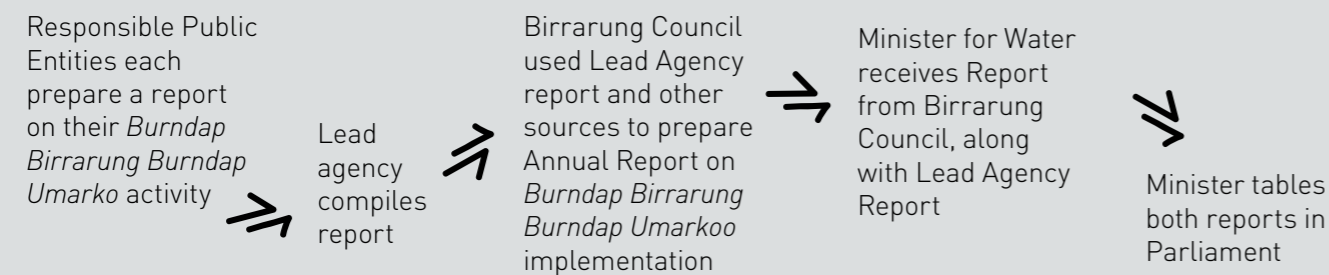 Responsible Public
Entities each
prepare a report
on their Burndap
Birrarung Burndap
Umarko activity
Lead
agency
compiles
report
Birrarung Council
used Lead Agency
report and other
sources to prepare
Annual Report on
Burndap Birrarung
Burndap Umarkoo
implementation
Minister for Water
receives Report
from Birrarung
Council, along
with Lead Agency
Report
Minister tables
both reports in
Parliament